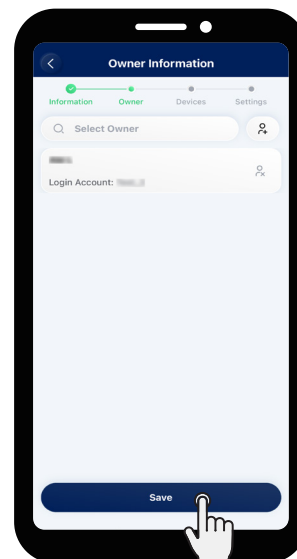 Owner Information
Information Owner Devices Settings
Select Owner
Login Account:
Save